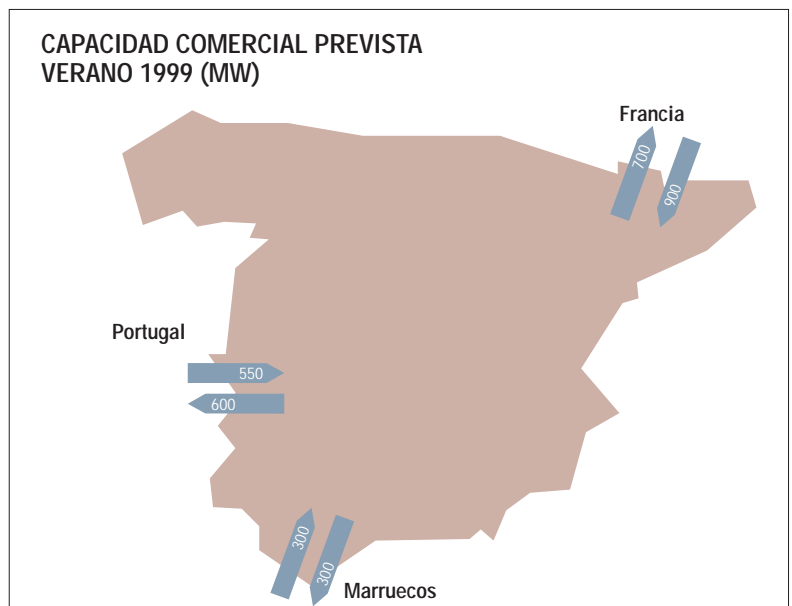 CAPACIDAD COMERCIAL PREVISTA
VERANO 1999 (MW)
Francia
700
900
Portugal
550
600
300
300
Marruecos